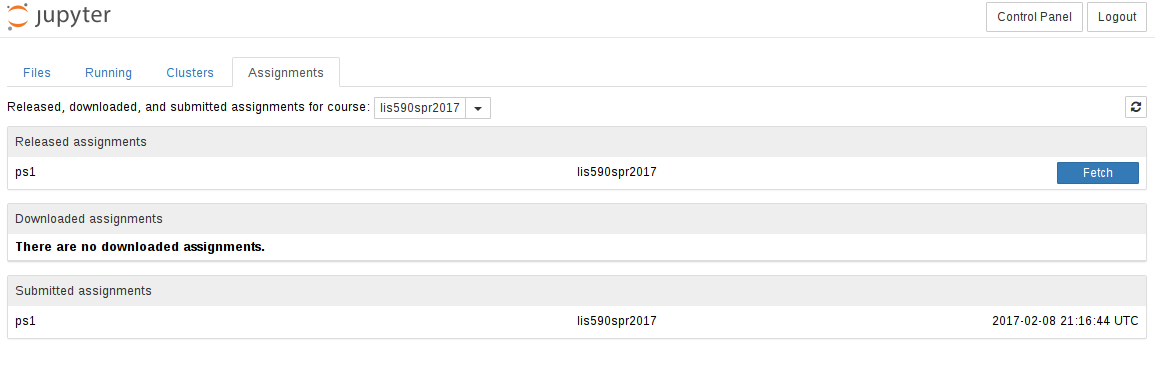 jupyter
Control Panel
Logout
Files
Running
Clusters
Assignments
Released, downloaded, and submitted assignments for course: lis590spr2017
Released assignments
ps1 lis590spr2017 Fetch
Downloaded assignments
There are no downloaded assignments.
Submitted assignments
ps1 lis590spr2017 2017-02-08 21:16:44 UTC